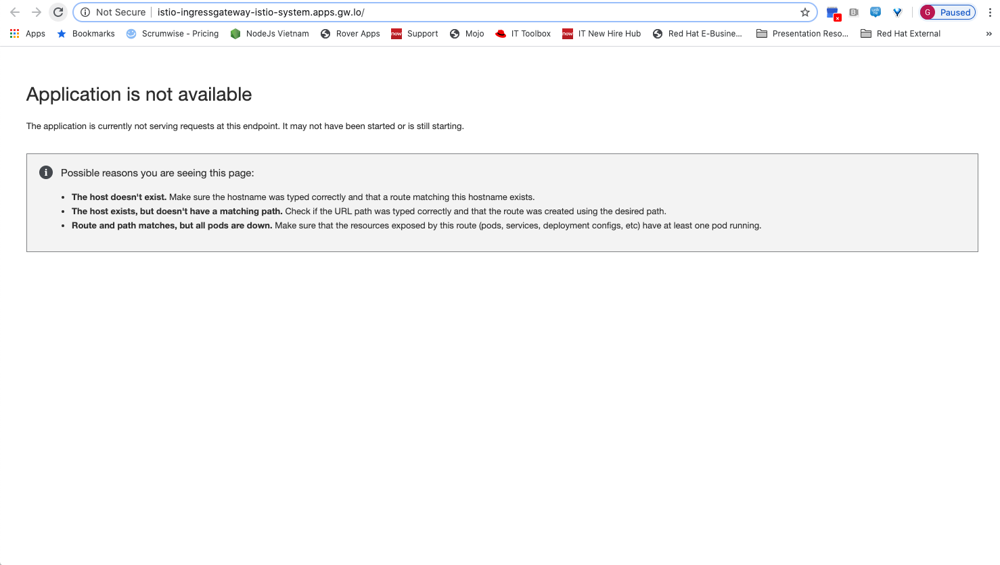 Not Secure istio-ingressgateway-istio-system.apps.gw.lo/ G Paused
Apps Bookmarks Scrumwise - Pricing NodeJs Vietnam Rover Apps now Support Mojo IT Toolbox now IT New Hire Hub Red Hat E-Busine... Presentation Reso... Red Hat External »
Application is not available
The application is currently not serving requests at this endpoint. It may not have been started or is still starting.
Possible reasons you are seeing this page:
• The host doesn't exist. Make sure the hostname was typed correctly and that a route matching this hostname exists.
• The host exists, but doesn't have a matching path. Check if the URL path was typed correctly and that the route was created using the desired path.
• Route and path matches, but all pods are down. Make sure that the resources exposed by this route (pods, services, deployment configs, etc) have at least one pod running.